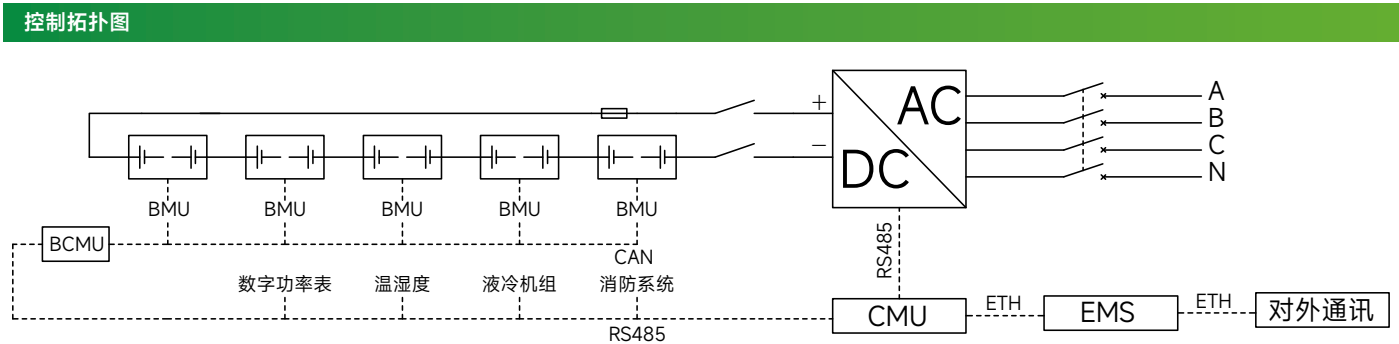 控制拓扑图
+
AC
A
B
C
N
−
DC
BMU BMU BMU BMU BMU
BCMU
CAN
RS485
数字功率表 温湿度 液冷机组 消防系统
RS485
CMU
ETH
EMS
ETH
对外通讯